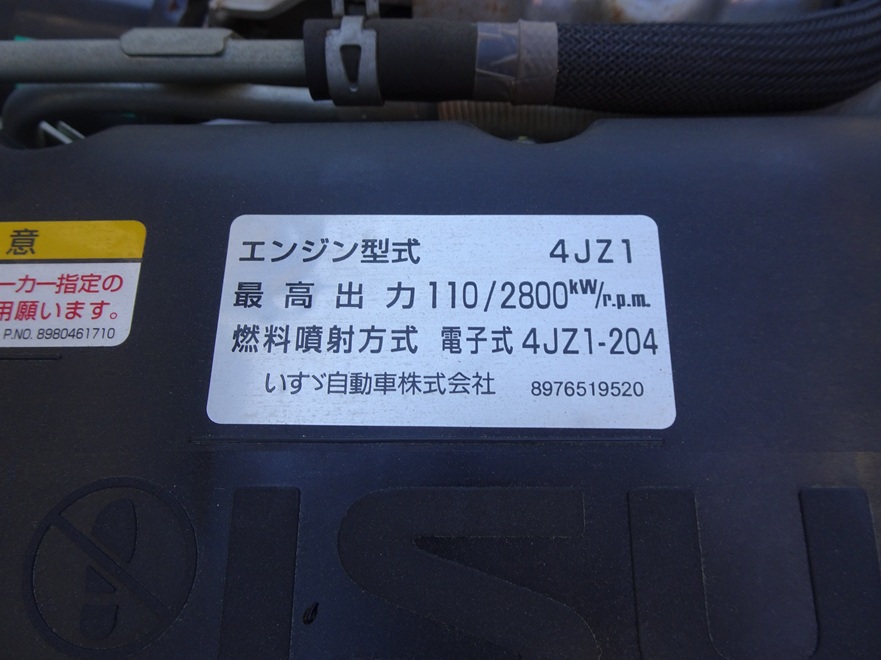 意
ーカー指定の
用願います。
P.NO. 8980461710
エンジン型式 4JZ1
最高出力 110/2800kW/r.p.m.
燃料噴射方式 電子式 4JZ1-204
いすゞ自動車株式会社 8976519520
ISU